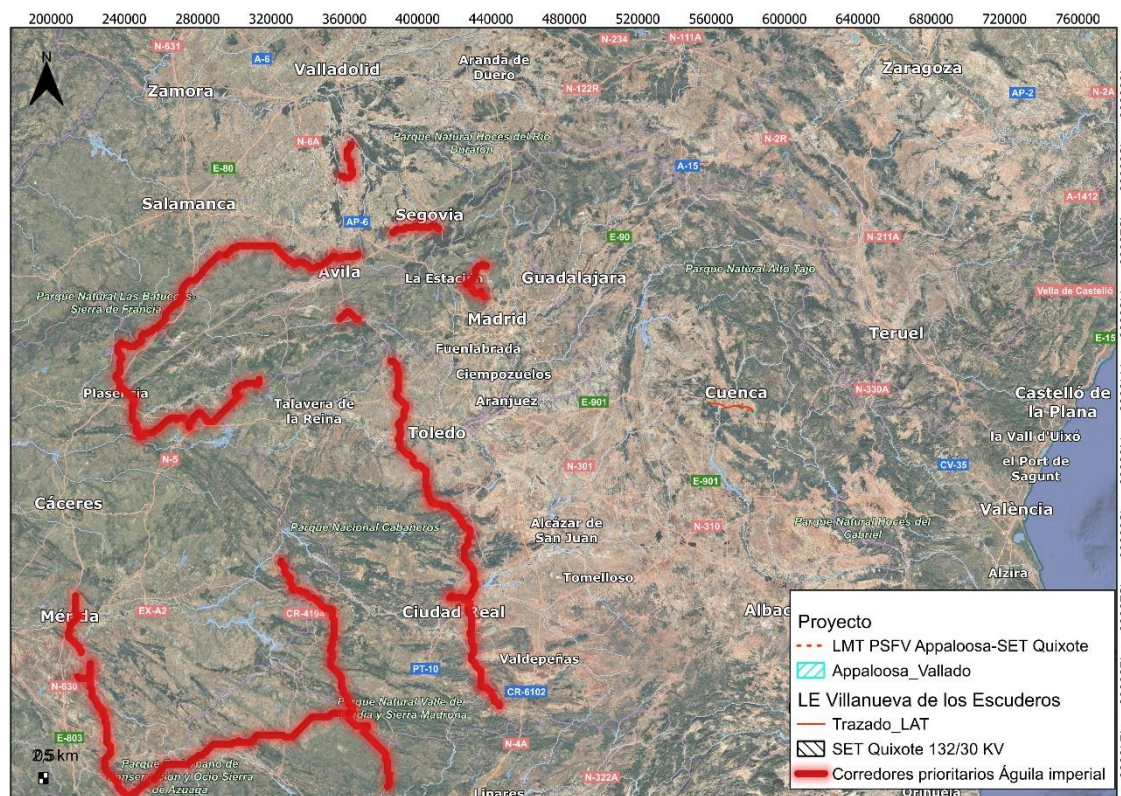 200000 240000 280000 320000 360000 400000 440000 480000 520000 560000 600000 640000 680000 720000 760000
N
N-631
A-6
Valladolid
Aranda de
Duero
N-234
N-111A
Zaragoza
Zamora
N-122R
AP-2
N-2A
N-6A
Parque Natural Hoces del Río
Duratón
N-2R
E-80
A-15
A-1412
Salamanca
AP-6
Segovia
E-90
N-211A
Ávila
La Estación
Guadalajara
Parque Natural Alto Tajo
Parque Natural Las Batuecas-
Sierra de Francia
Vella de Castelló
Madrid
Teruel
Fuenlabrada
E-15
Plasencia
Ciempozuelos
Cuenca
N-330A
Castelló de
la Plana
Talavera de
la Reina
Aranjuez
E-901
Toledo
la Vall d'Uixó
N-5
N-301
CV-35
el Port de
Sagunt
E-901
Cáceres
València
Parque Nacional Cabañeros
Alcázar de
San Juan
N-310
Parque Natural Hoces del
Cabriel
Tomelloso
Alzira
Mérida
EX-A2
CR-4194
Ciudad Real
Valdepeñas
PT-10
N-630
CR-6102
Parque Natural Valle de
E-803
N-4A
N-322A
Linares
Proyecto
LMT PSFV Appaloosa-SET Quixote
Appaloosa_Vallado
LE Villanueva de los Escuderos
Trazado_LAT
SET Quixote 132/30 KV
Corredores prioritarios Águila imperial